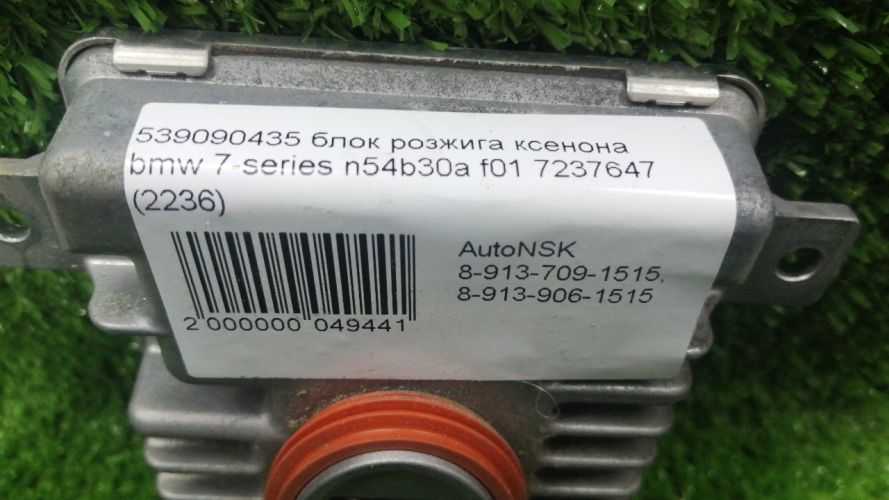 539090435 блок розжига ксенона
bmw 7-series n54b30a f01 7237647
(2236)
AutoNSK
8-913-709-1515,
8-913-906-1515
2 000000 049441